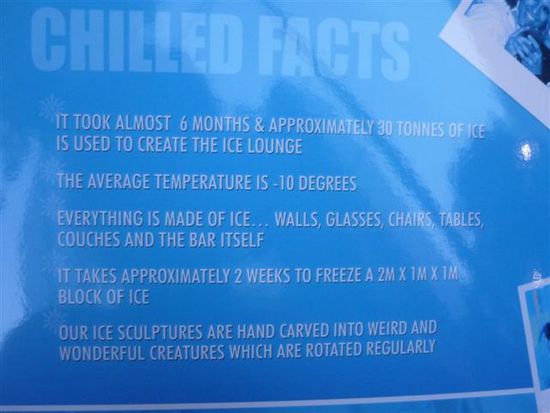 CHILLED FACTS
IT TOOK ALMOST 6 MONTHS & APPROXIMATELY 30 TONNES OF ICE
IS USED TO CREATE THE ICE LOUNGE
THE AVERAGE TEMPERATURE IS -10 DEGREES
EVERYTHING IS MADE OF ICE... WALLS, GLASSES, CHAIRS, TABLES,
COUCHES AND THE BAR ITSELF
IT TAKES APPROXIMATELY 2 WEEKS TO FREEZE A 2M X 1M X 1M
BLOCK OF ICE
OUR ICE SCULPTURES ARE HAND CARVED INTO WEIRD AND
WONDERFUL CREATURES WHICH ARE ROTATED REGULARLY